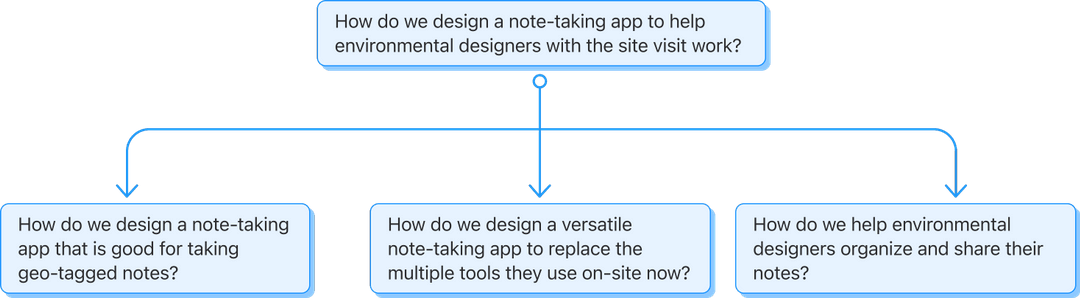 How do we design a note-taking app to help
environmental designers with the site visit work?
How do we design a note-taking
app that is good for taking
geo-tagged notes?
How do we design a versatile
note-taking app to replace the
multiple tools they use on-site now?
How do we help environmental
designers organize and share their
notes?